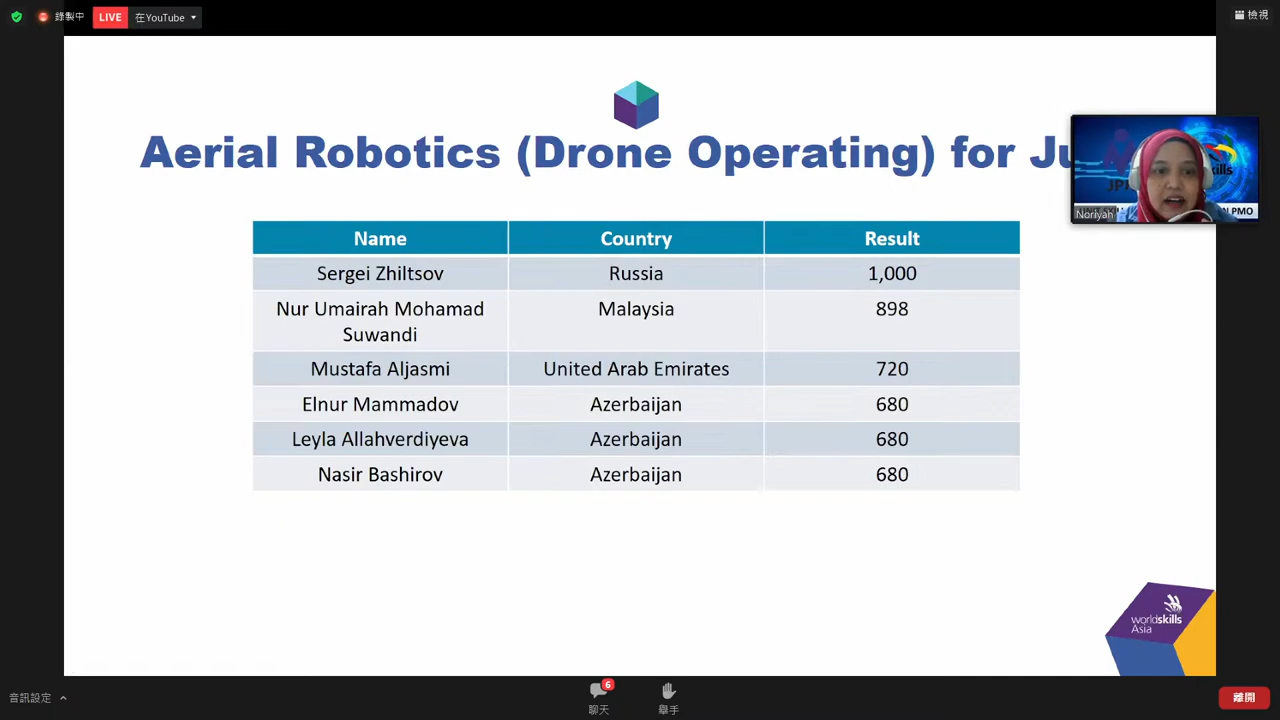 錄製中 LIVE 在YouTube
檢視
Aerial Robotics (Drone Operating) for Ju
Noriyah
PMO
Name Country Result
Sergei Zhiltsov Russia 1,000
Nur Umairah Mohamad Suwandi Malaysia 898
Mustafa Aljasmi United Arab Emirates 720
Elnur Mammadov Azerbaijan 680
Leyla Allahverdiyeva Azerbaijan 680
Nasir Bashirov Azerbaijan 680
worldskills
Asia
音訊設定
6
聊天
舉手
離開